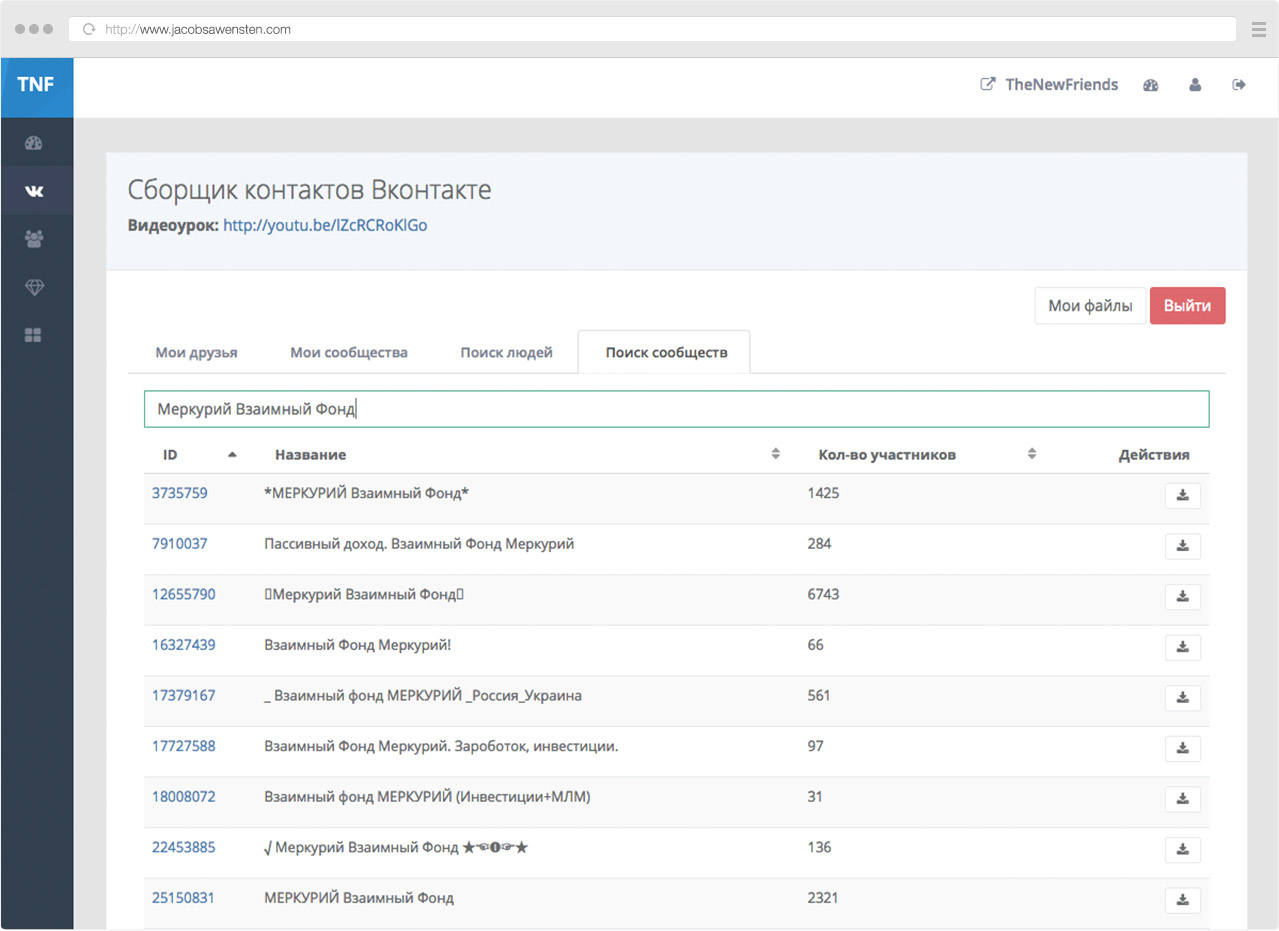 http://www.jacobsawensten.com
TNF
TheNewFriends
Сборщик контактов Вконтакте
Видеоурок: http://youtu.be/lZcRCRoKlGo
Мои файлы Выйти
Мои друзья Мои сообщества Поиск людей Поиск сообществ
Меркурий Взаимный Фонд
ID Название Кол-во участников Действия
3735759 *МЕРКУРИЙ Взаимный Фонд* 1425
7910037 Пассивный доход. Взаимный Фонд Меркурий 284
12655790 ▯Меркурий Взаимный Фонд▯ 6743
16327439 Взаимный Фонд Меркурий! 66
17379167 _ Взаимный фонд МЕРКУРИЙ _Россия_Украина 561
17727588 Взаимный Фонд Меркурий. Зароботок, инвестиции. 97
18008072 Взаимный фонд МЕРКУРИЙ (Инвестиции+МЛМ) 31
22453885 √ Меркурий Взаимный Фонд ★☜❶☞★ 136
25150831 МЕРКУРИЙ Взаимный Фонд 2321